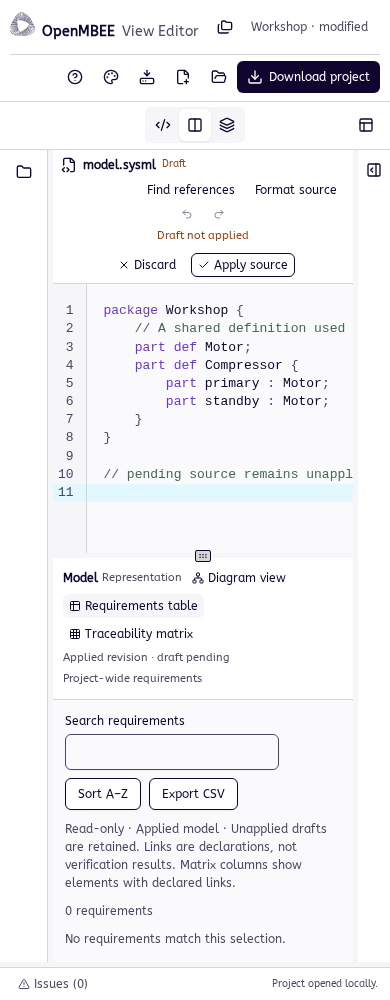 OpenMBEE View Editor
Workshop · modified
Download project
model.sysml Draft
Find references Format source
Draft not applied
Discard Apply source
1 package Workshop {
2 // A shared definition used
3 part def Motor;
4 part def Compressor {
5 part primary : Motor;
6 part standby : Motor;
7 }
8 }
9
10 // pending source remains unappl
11
Model Representation Diagram view
Requirements table
Traceability matrix
Applied revision · draft pending
Project-wide requirements
Search requirements
Sort A–Z Export CSV
Read-only · Applied model · Unapplied drafts
are retained. Links are declarations, not
verification results. Matrix columns show
elements with declared links.
0 requirements
No requirements match this selection.
Issues (0) Project opened locally.